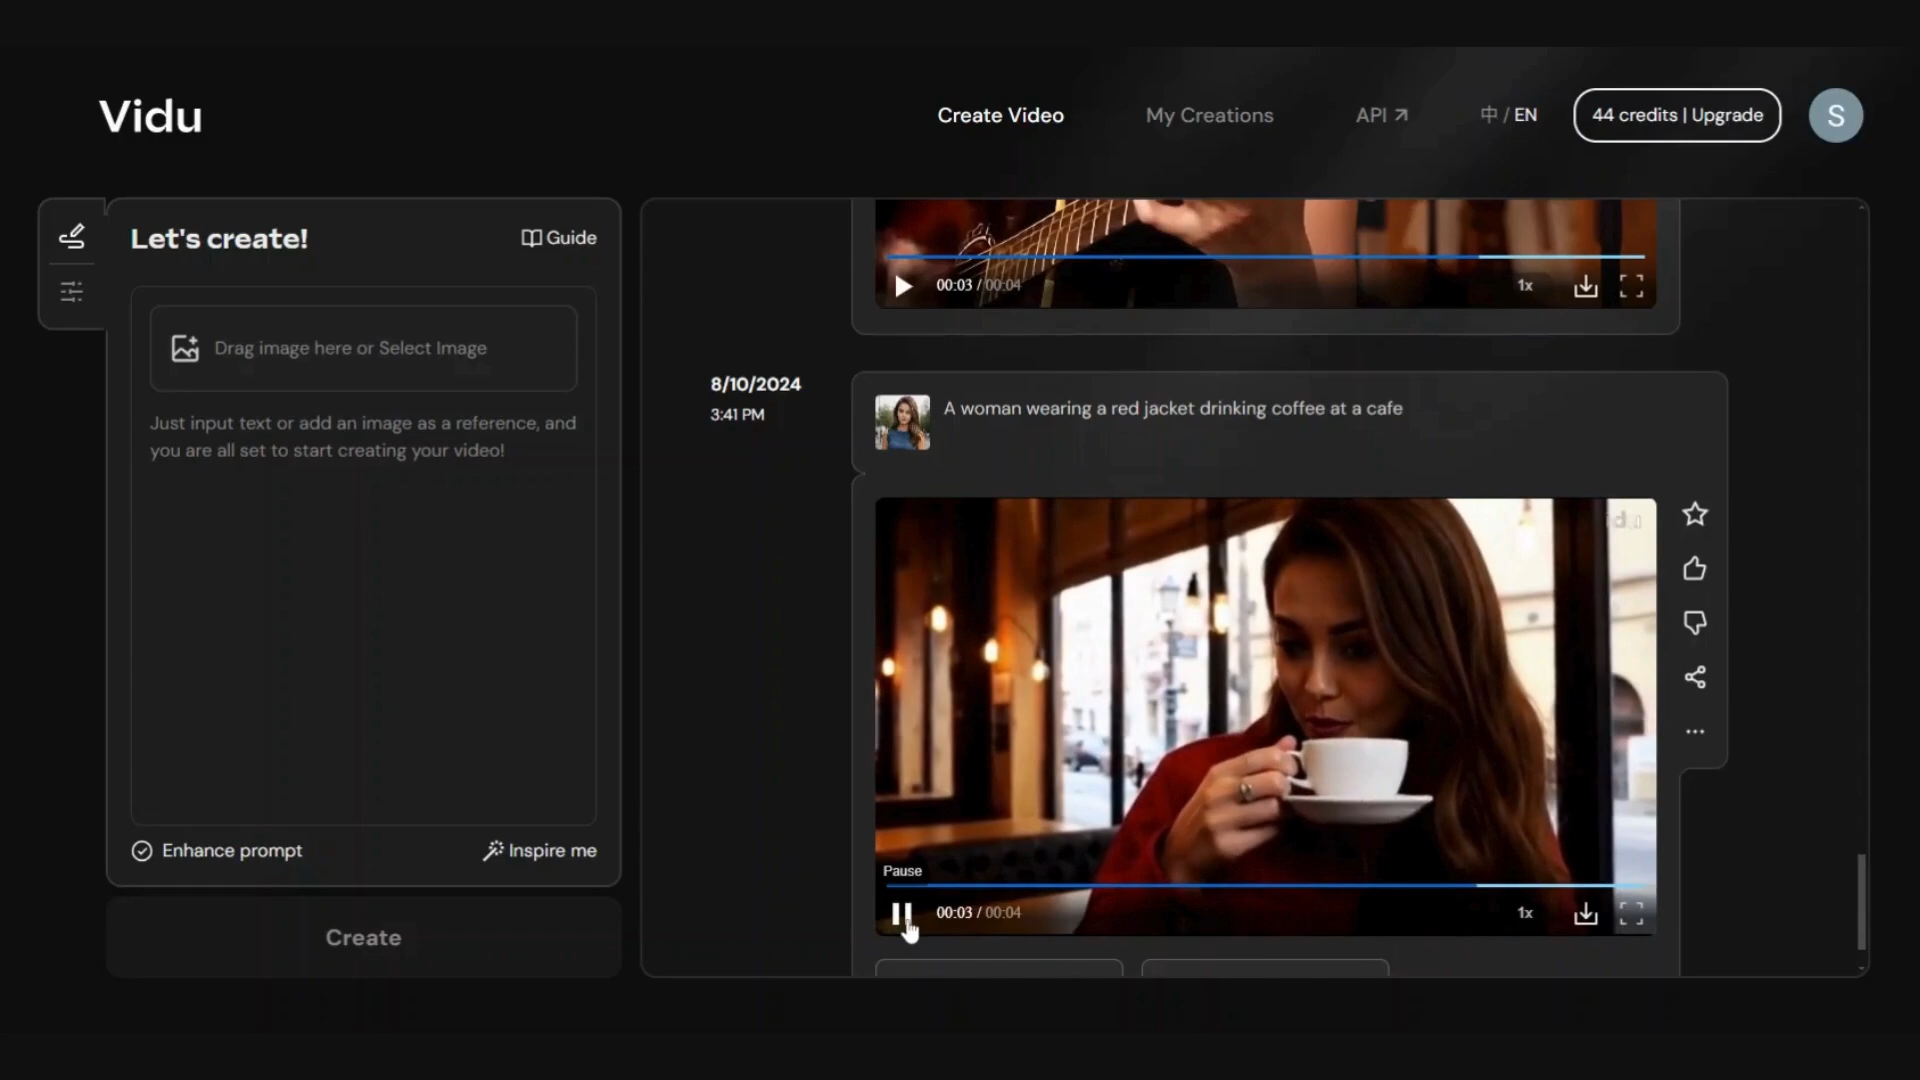 Vidu
Create Video
My Creations
API
中 / EN
44 credits | Upgrade
S
Let's create!
Guide
Drag image here or Select Image
Just input text or add an image as a reference, and
you are all set to start creating your video!
Enhance prompt
Inspire me
Create
00:03 / 00:04
1x
8/10/2024
3:41 PM
A woman wearing a red jacket drinking coffee at a cafe
Pause
00:03 / 00:04
1x